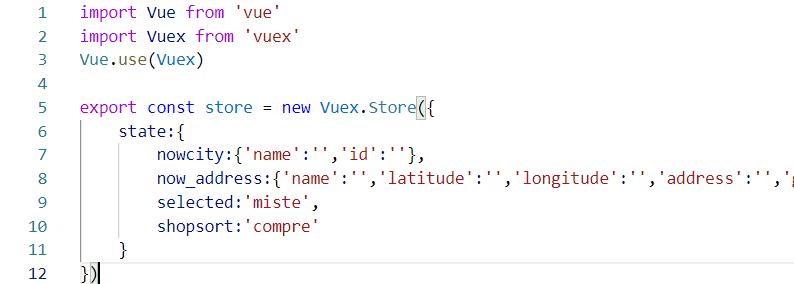 1 import Vue from 'vue'
2 import Vuex from 'vuex'
3 Vue.use(Vuex)
4
5 export const store = new Vuex.Store({
6 state:{
7 nowcity:{'name':'','id':''},
8 now_address:{'name':'','latitude':'','longitude':'','address':'','
9 selected:'miste',
10 shopsort:'compre'
11 }
12 })